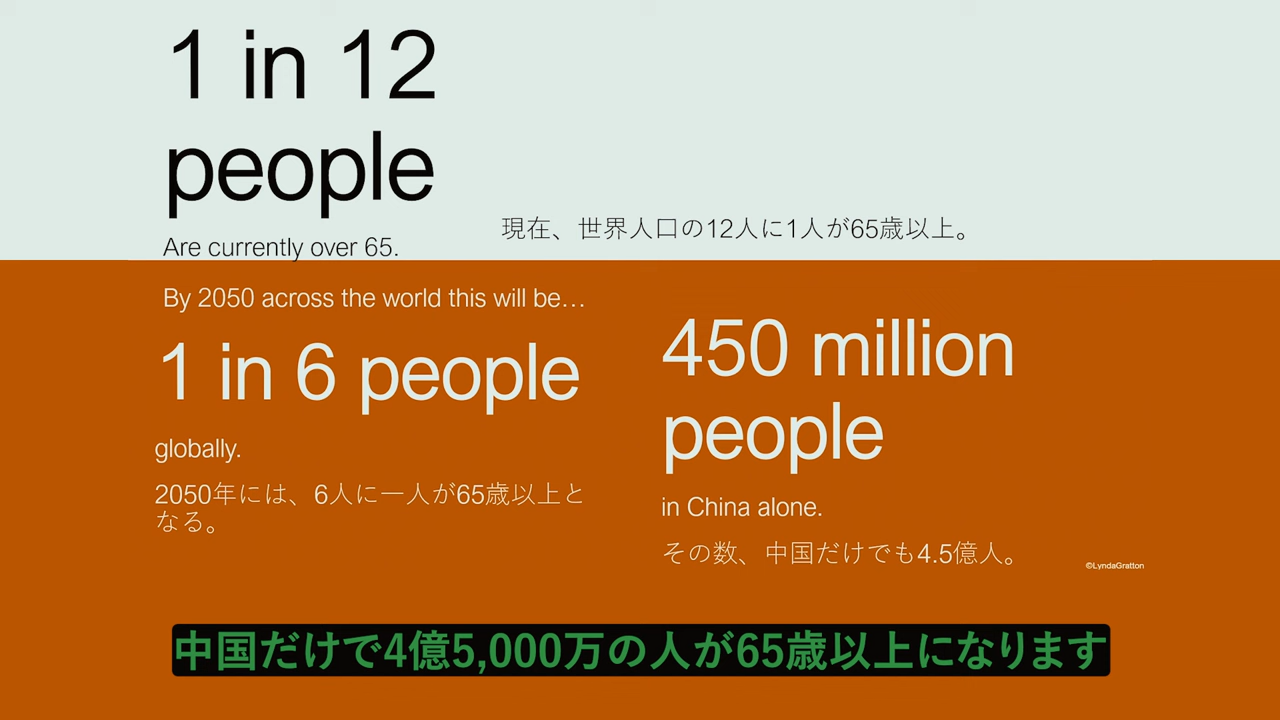 1 in 12
people
Are currently over 65.
現在、世界人口の12人に1人が65歳以上。
By 2050 across the world this will be…
1 in 6 people
globally.
2050年には、6人に一人が65歳以上と
なる。
450 million
people
in China alone.
その数、中国だけでも4.5億人。
©LyndaGratton
中国だけで4億5,000万の人が65歳以上になります